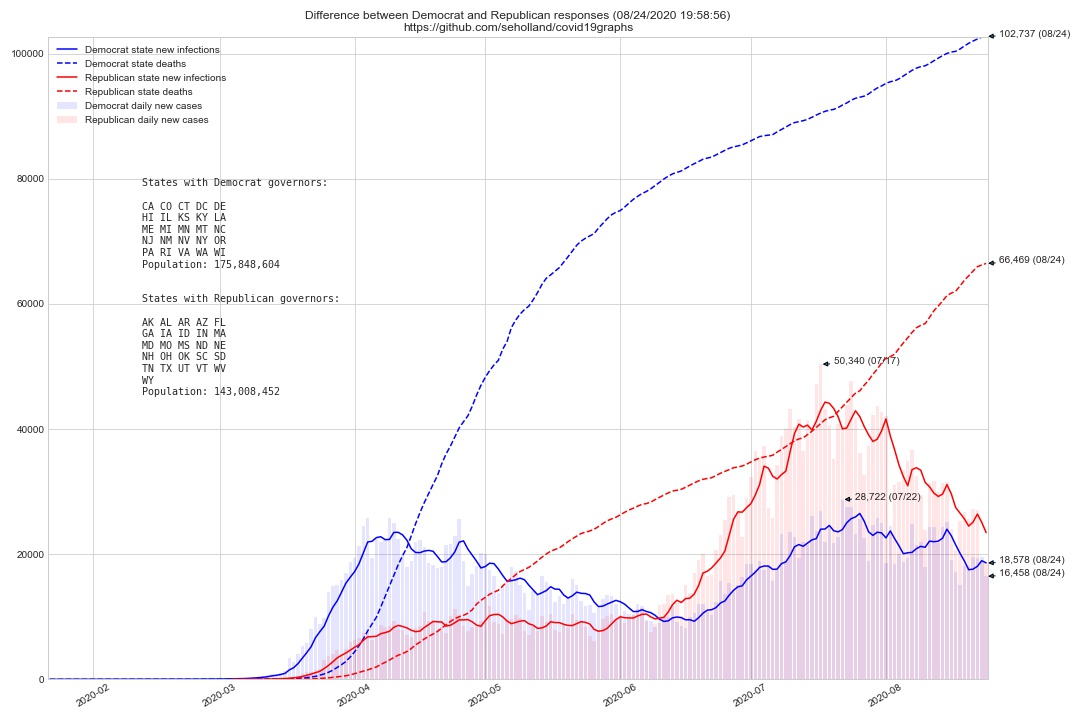 Difference between Democrat and Republican responses (08/24/2020 19:58:56)
https://github.com/seholland/covid19graphs
102,737 (08/24)
100000
Democrat state new infections
Democrat state deaths
Republican state new infections
Republican state deaths
Democrat daily new cases
Republican daily new cases
80000
States with Democrat governors:
CA CO CT DC DE
HI IL KS KY LA
ME MI MN MT NC
NJ NM NV NY OR
PA RI VA WA WI
Population: 175,848,604
66,469 (08/24)
States with Republican governors:
60000
AK AL AR AZ FL
GA IA ID IN MA
MD MO MS ND NE
NH OH OK SC SD
TN TX UT VT WV
WY
Population: 143,008,452
50,340 (07/17)
40000
28,722 (07/22)
20000
18,578 (08/24)
16,458 (08/24)
0
2020-02
2020-03
2020-04
2020-05
2020-06
2020-07
2020-08